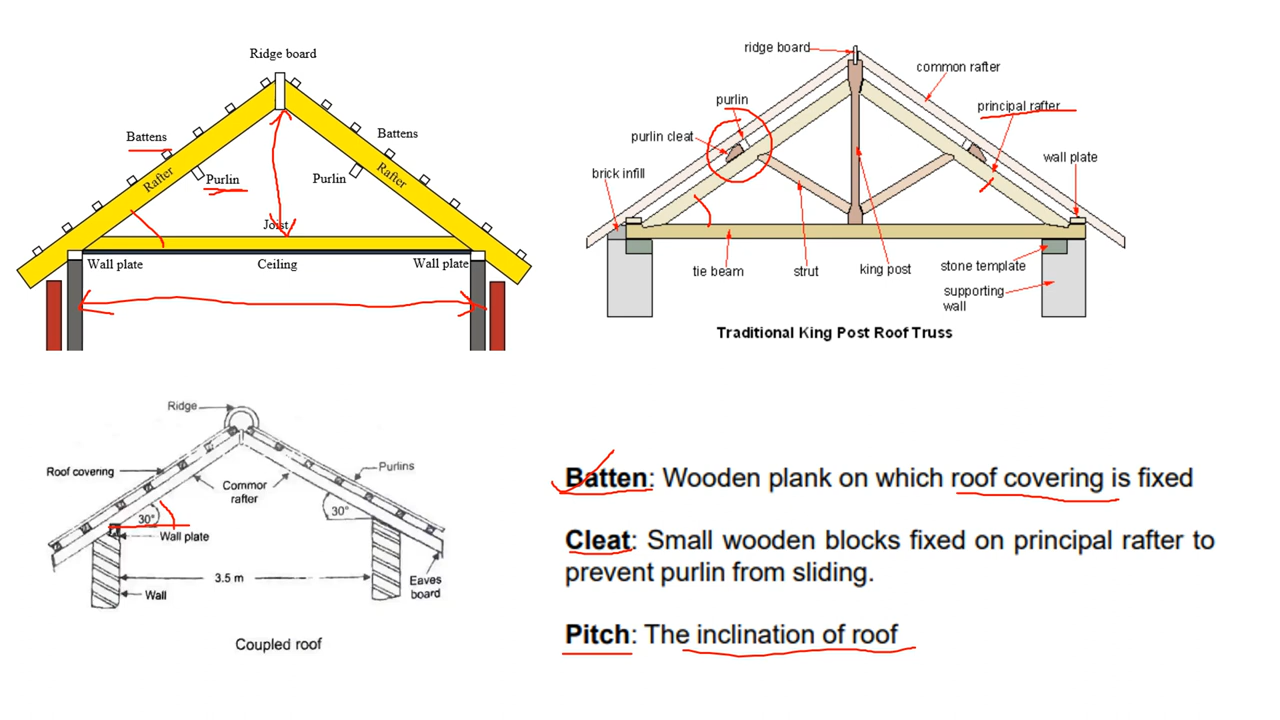 Ridge board
Battens
Battens
Rafter
Purlin
Purlin
Rafter
Joist
Wall plate
Ceiling
Wall plate
ridge board
common rafter
purlin
principal rafter
purlin cleat
wall plate
brick infill
tie beam
strut
king post
stone template
supporting
wall
Traditional King Post Roof Truss
Ridge
Roof covering
Purlins
Common
rafter
30°
30°
Wall plate
3.5 m
Wall
Eaves
board
Coupled roof
Batten: Wooden plank on which roof covering is fixed
Cleat: Small wooden blocks fixed on principal rafter to
prevent purlin from sliding.
Pitch: The inclination of roof